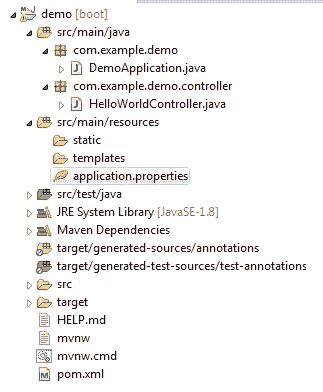 demo [boot]
src/main/java
com.example.demo
DemoApplication.java
com.example.demo.controller
HelloWorldController.java
src/main/resources
static
templates
application.properties
src/test/java
JRE System Library [JavaSE-1.8]
Maven Dependencies
target/generated-sources/annotations
target/generated-test-sources/test-annotations
src
target
HELP.md
mvnw
mvnw.cmd
pom.xml